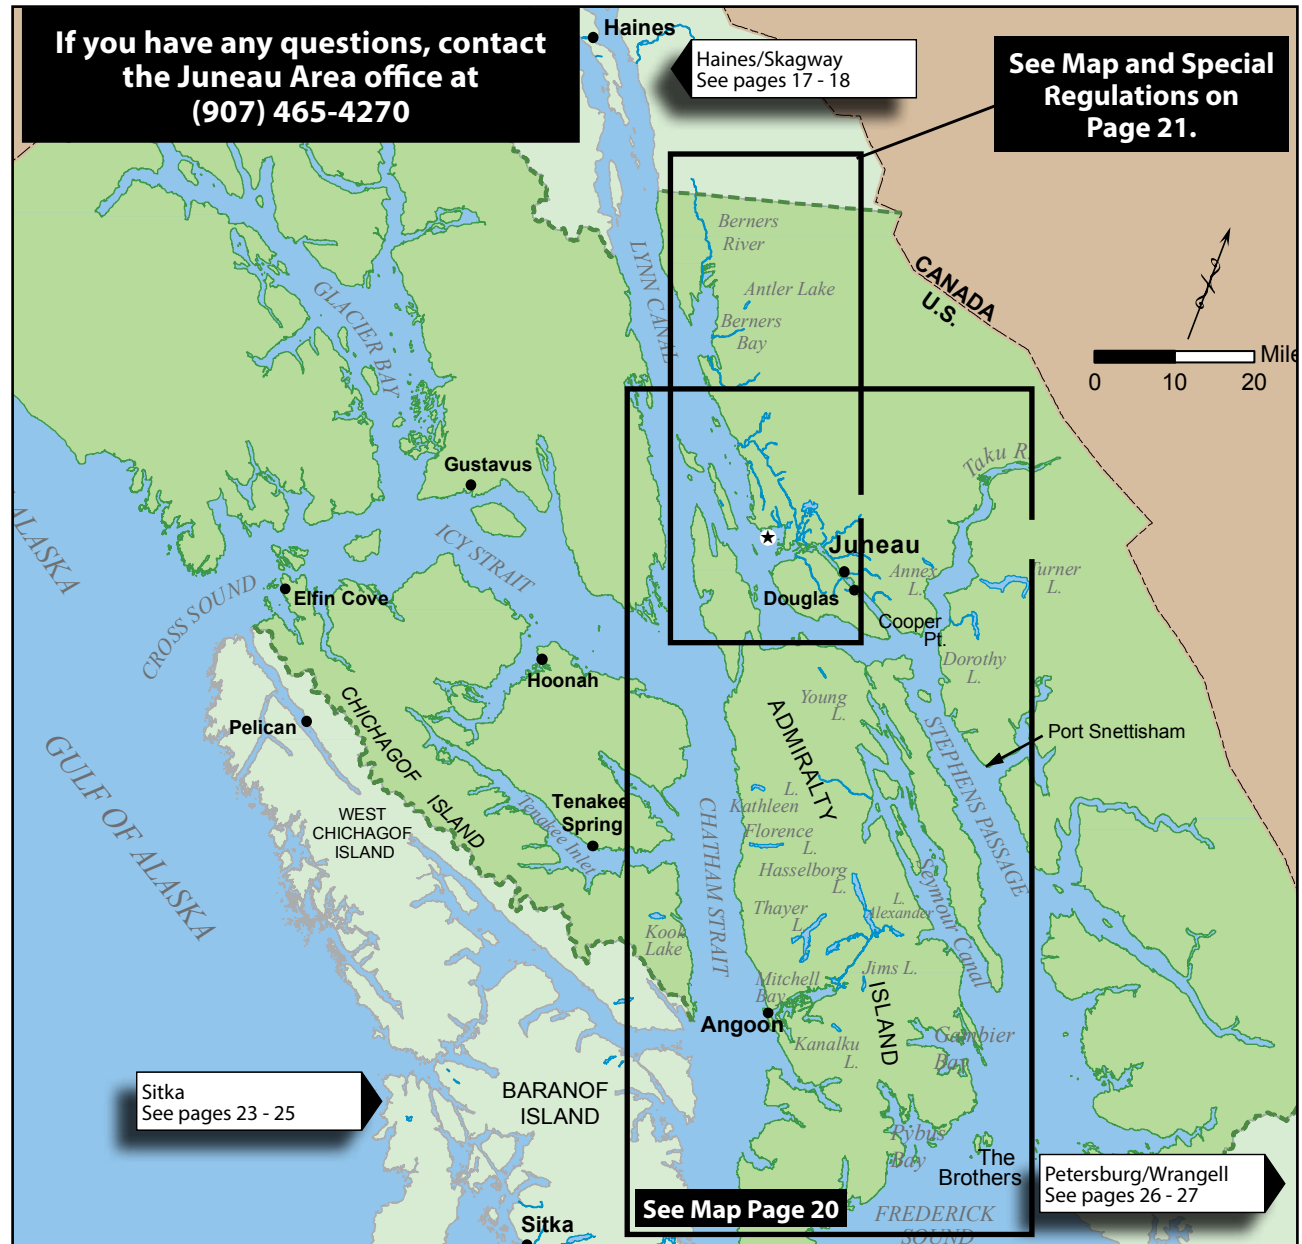 If you have any questions, contact
the Juneau Area office at
(907) 465-4270
Haines
Haines/Skagway
See pages 17 - 18
See Map and Special
Regulations on
Page 21.
Berners
River
LYNN CANAL
Antler Lake
Berners
Bay
CANADA
U.S.
Mile
0 10 20
GLACIER BAY
Gustavus
Taku R.
ALASKA
ICY STRAIT
Juneau
Annex
L.
Turner
L.
CROSS SOUND
Elfin Cove
Douglas
Cooper
Pt.
Hoonah
Dorothy
L.
Young
L.
Pelican
CHICHAGOF ISLAND
ADMIRALTY
ISLAND
STEPHENS PASSAGE
Port Snettisham
GULF OF ALASKA
WEST
CHICHAGOF
ISLAND
Tenakee
Spring
Tenakee Inlet
L.
Kathleen
Florence
L.
CHATHAM STRAIT
Hasselborg
L.
L.
Alexander
Seymour Canal
Thayer
L.
Kook
Lake
Jims L.
Mitchell
Bay
Angoon
Kanalku
L.
Gambier
Bay
Sitka
See pages 23 - 25
BARANOF
ISLAND
Pybus
Bay
The
Brothers
Petersburg/Wrangell
See pages 26 - 27
See Map Page 20
FREDERICK
SOUND
Sitka